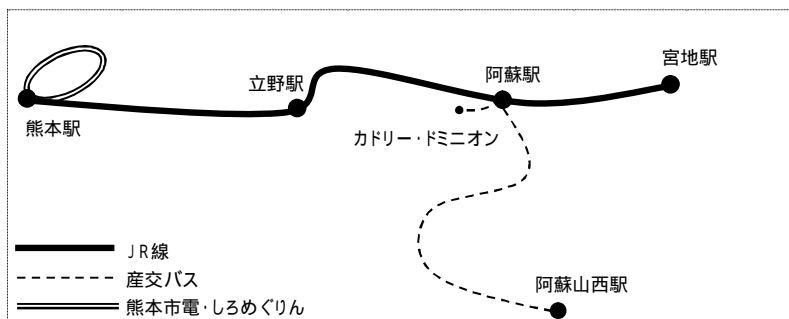 宮地駅
阿蘇駅
立野駅
カドリー・ドミニオン
熊本駅
JR線
産交バス
阿蘇山西駅
熊本市電・しろめぐりん